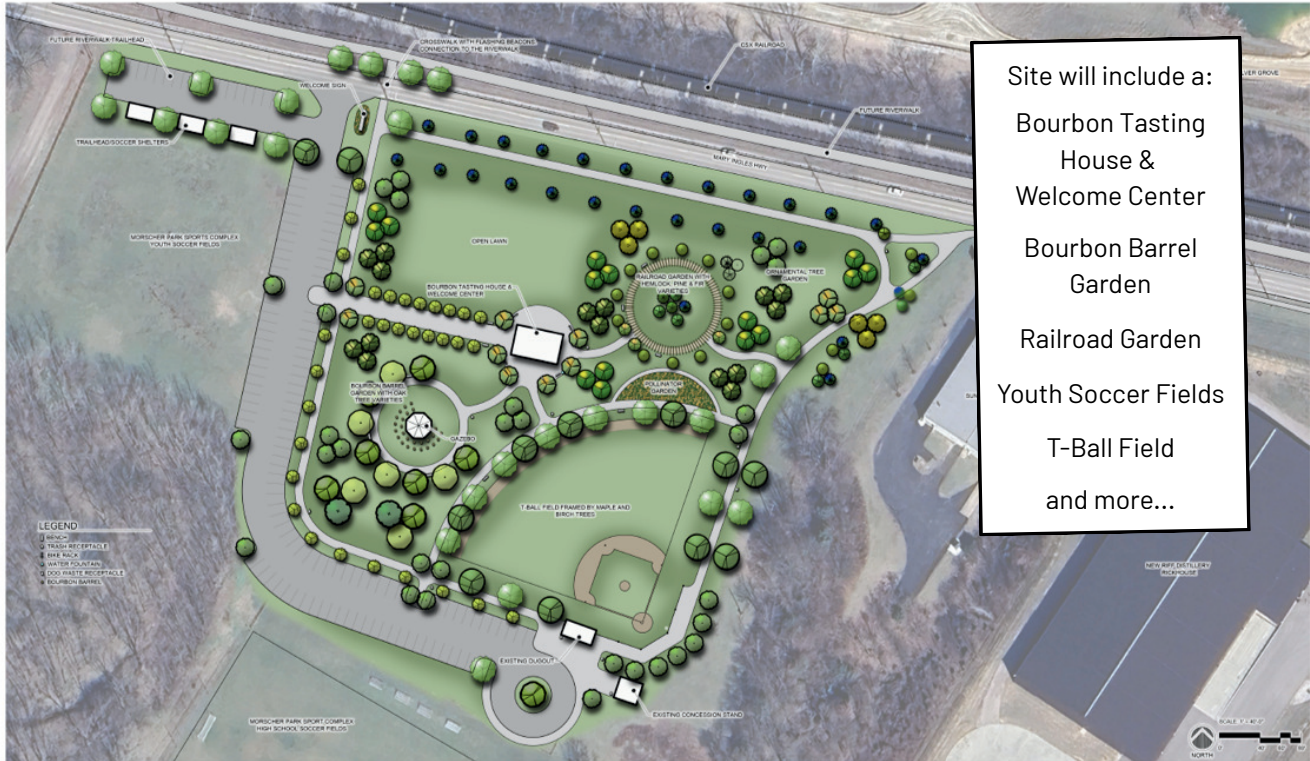 FUTURE RIVERWALK TRAILHEAD
CROSSWALK WITH FLASHING BEACONS,
CONNECTION TO THE RIVERWALK
CSX RAILROAD
WELCOME SIGN
FUTURE RIVERWALK
TRAILHEAD/SOCCER SHELTERS
MARY INGLES HWY
MORSCHER PARK SPORTS COMPLEX
YOUTH SOCCER FIELDS
OPEN LAWN
BOURBON TASTING HOUSE &
WELCOME CENTER
RAILROAD GARDEN WITH
HEMLOCK, PINE & FIR
VARIETIES
ORNAMENTAL TREE
GARDEN
BOURBON BARREL
GARDEN WITH OAK
TREE VARIETIES
POLLINATOR
GARDEN
GAZEBO
T-BALL FIELD FRAMED BY MAPLE AND
BIRCH TREES
LEGEND
BENCH
TRASH RECEPTACLE
BIKE RACK
WATER FOUNTAIN
DOG WASTE RECEPTACLE
BOURBON BARREL
EXISTING DUGOUT
EXISTING CONCESSION STAND
MORSCHER PARK SPORT COMPLEX
HIGH SCHOOL SOCCER FIELDS
LVER GROVE
Site will include a:
Bourbon Tasting
House &
Welcome Center
Bourbon Barrel
Garden
Railroad Garden
Youth Soccer Fields
T-Ball Field
and more...
NEW RIFF DISTILLERY
RICKHOUSE
NORTH